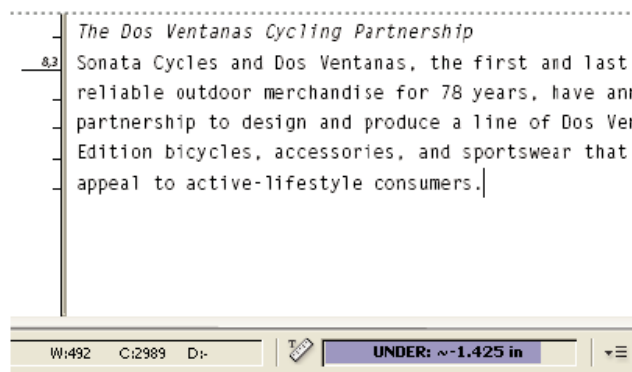 The Dos Ventanas Cycling Partnership
8,3 Sonata Cycles and Dos Ventanas, the first and last
reliable outdoor merchandise for 78 years, have ann
partnership to design and produce a line of Dos Ven
Edition bicycles, accessories, and sportswear that
appeal to active-lifestyle consumers.
W:492 C:2989 D:- UNDER: ~-1.425 in